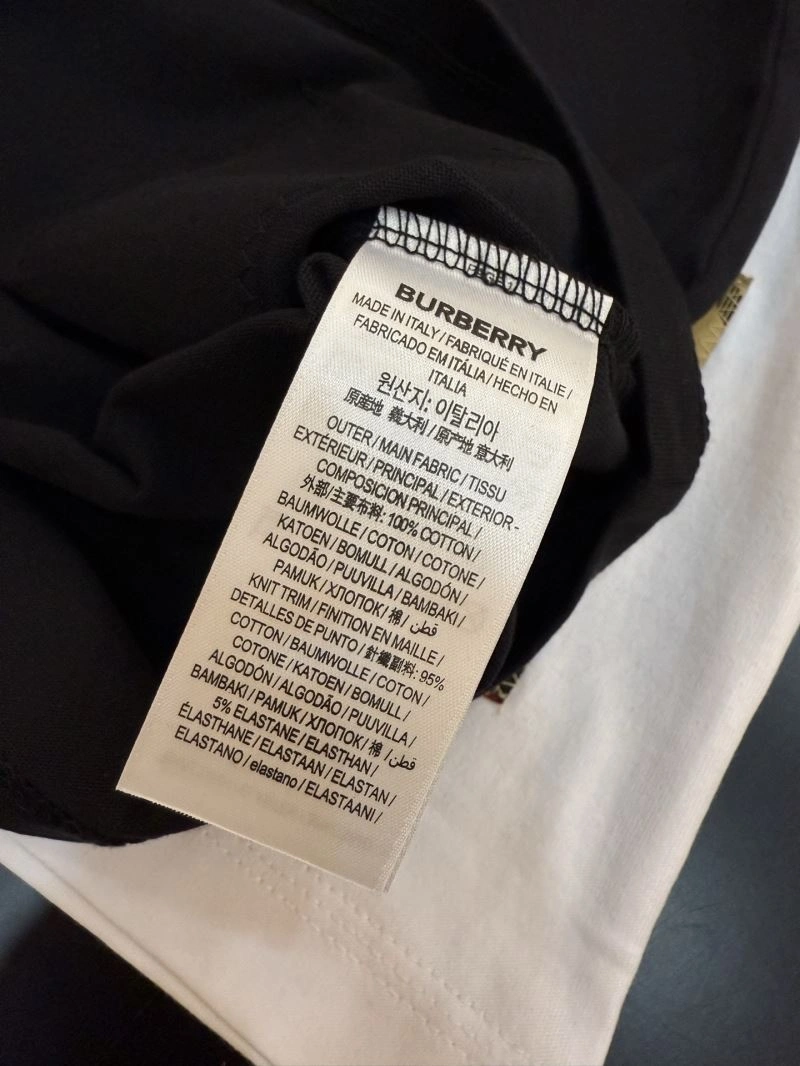 BURBERRY
MADE IN ITALY / FABRIQUÉ EN ITALIE /
FABRICADO EM ITÁLIA / HECHO EN
ITALIA
원산지: 이탈리아
原産地 義大利 / 原产地 意大利
OUTER / MAIN FABRIC / TISSU
EXTÉRIEUR / PRINCIPAL / EXTERIOR -
COMPOSICION PRINCIPAL /
外部/主要布料: 100% COTTON /
BAUMWOLLE / COTON / COTONE /
KATOEN / BOMULL / ALGODÓN /
ALGODÃO / PUUVILLA / BAMBAKI /
PAMUK / ХЛОПОК / 棉 / قطن
KNIT TRIM / FINITION EN MAILLE /
DETALLES DE PUNTO / 針織副料: 95%
COTTON / BAUMWOLLE / COTON /
COTONE / KATOEN / BOMULL /
ALGODÓN / ALGODÃO / PUUVILLA /
BAMBAKI / PAMUK / ХЛОПОК / 棉 / قطن
5% ELASTANE / ELASTHAN /
ÉLASTHANE / ELASTAAN / ELASTAN /
ELASTANO / elastano / ELASTAANI /